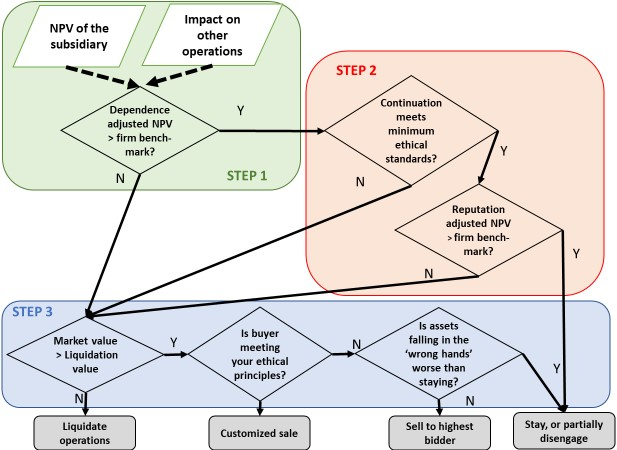 NPV of the
subsidiary
Impact on
other
operations
Dependence
adjusted NPV
> firm bench-
mark?
Y
N
STEP 1
STEP 2
Continuation
meets
minimum
ethical
standards?
Y
N
Reputation
adjusted NPV
> firm bench-
mark?
N
Y
STEP 3
Market value
> Liquidation
value
Y
N
Is buyer
meeting
your ethical
principles?
N
Is assets
falling in the
‘wrong hands’
worse than
staying?
N
Liquidate
operations
Customized sale
Sell to highest
bidder
Stay, or partially
disengage